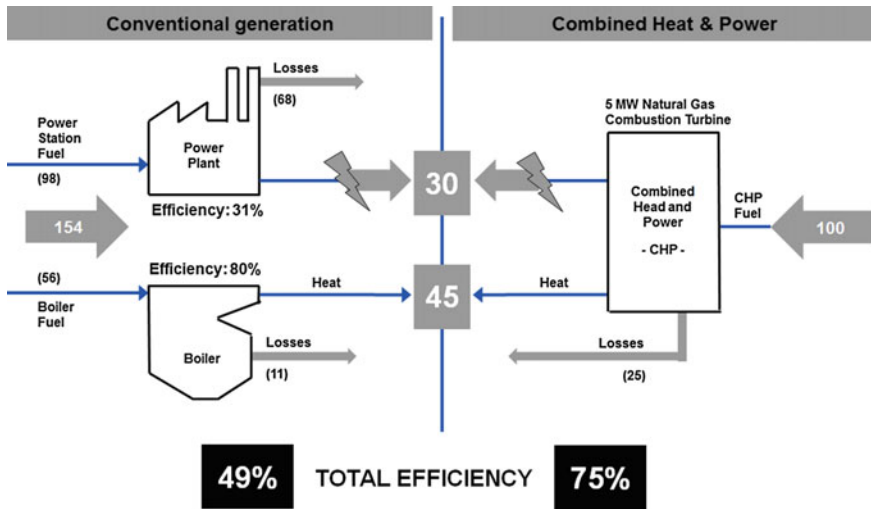 Conventional generation
Combined Heat & Power
Losses
(68)
5 MW Natural Gas
Combustion Turbine
Power
Station
Fuel
(98)
Power
Plant
30
Combined
Head and
Power
- CHP -
CHP
Fuel
Efficiency: 31%
154
100
Efficiency: 80%
(56)
Boiler
Fuel
Heat
45
Heat
Boiler
Losses
(11)
Losses
(25)
49%
TOTAL EFFICIENCY
75%